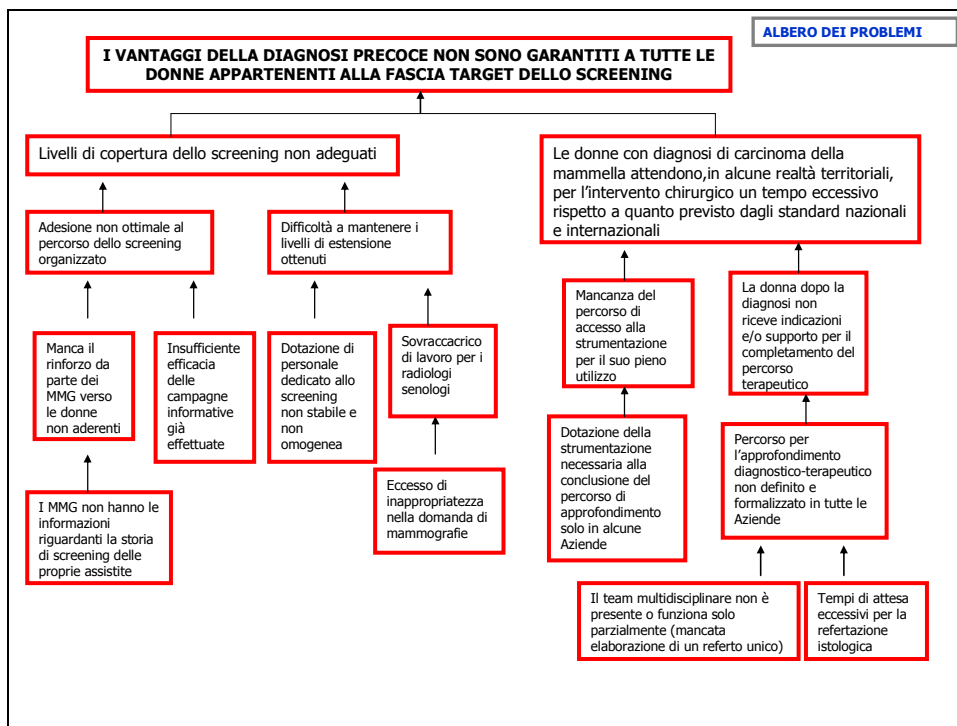 ALBERO DEI PROBLEMI
I VANTAGGI DELLA DIAGNOSI PRECOCE NON SONO GARANTITI A TUTTE LE
DONNE APPARTENENTI ALLA FASCIA TARGET DELLO SCREENING
Livelli di copertura dello screening non adeguati
Le donne con diagnosi di carcinoma della
mammella attendono,in alcune realtà territoriali,
per l'intervento chirurgico un tempo eccessivo
rispetto a quanto previsto dagli standard nazionali
e internazionali
Adesione non ottimale al
percorso dello screening
organizzato
Difficoltà a mantenere i
livelli di estensione
ottenuti
Manca il
rinforzo da
parte dei
MMG verso
le donne
non aderenti
Insufficiente
efficacia
delle
campagne
informative
già
effettuate
Dotazione di
personale
dedicato allo
screening
non stabile e
non
omogenea
Sovraccacrico
di lavoro per i
radiologi
senologi
Mancanza del
percorso di
accesso alla
strumentazione
per il suo pieno
utilizzo
La donna dopo la
diagnosi non
riceve indicazioni
e/o supporto per il
completamento del
percorso
terapeutico
I MMG non hanno le
informazioni
riguardanti la storia
di screening delle
proprie assistite
Eccesso di
inappropriatezza
nella domanda di
mammografie
Dotazione della
strumentazione
necessaria alla
conclusione del
percorso di
approfondimento
solo in alcune
Aziende
Percorso per
l'approfondimento
diagnostico-terapeutico
non definito e
formalizzato in tutte le
Aziende
Il team multidisciplinare non è
presente o funziona solo
parzialmente (mancata
elaborazione di un referto unico)
Tempi di attesa
eccessivi per la
refertazione
istologica